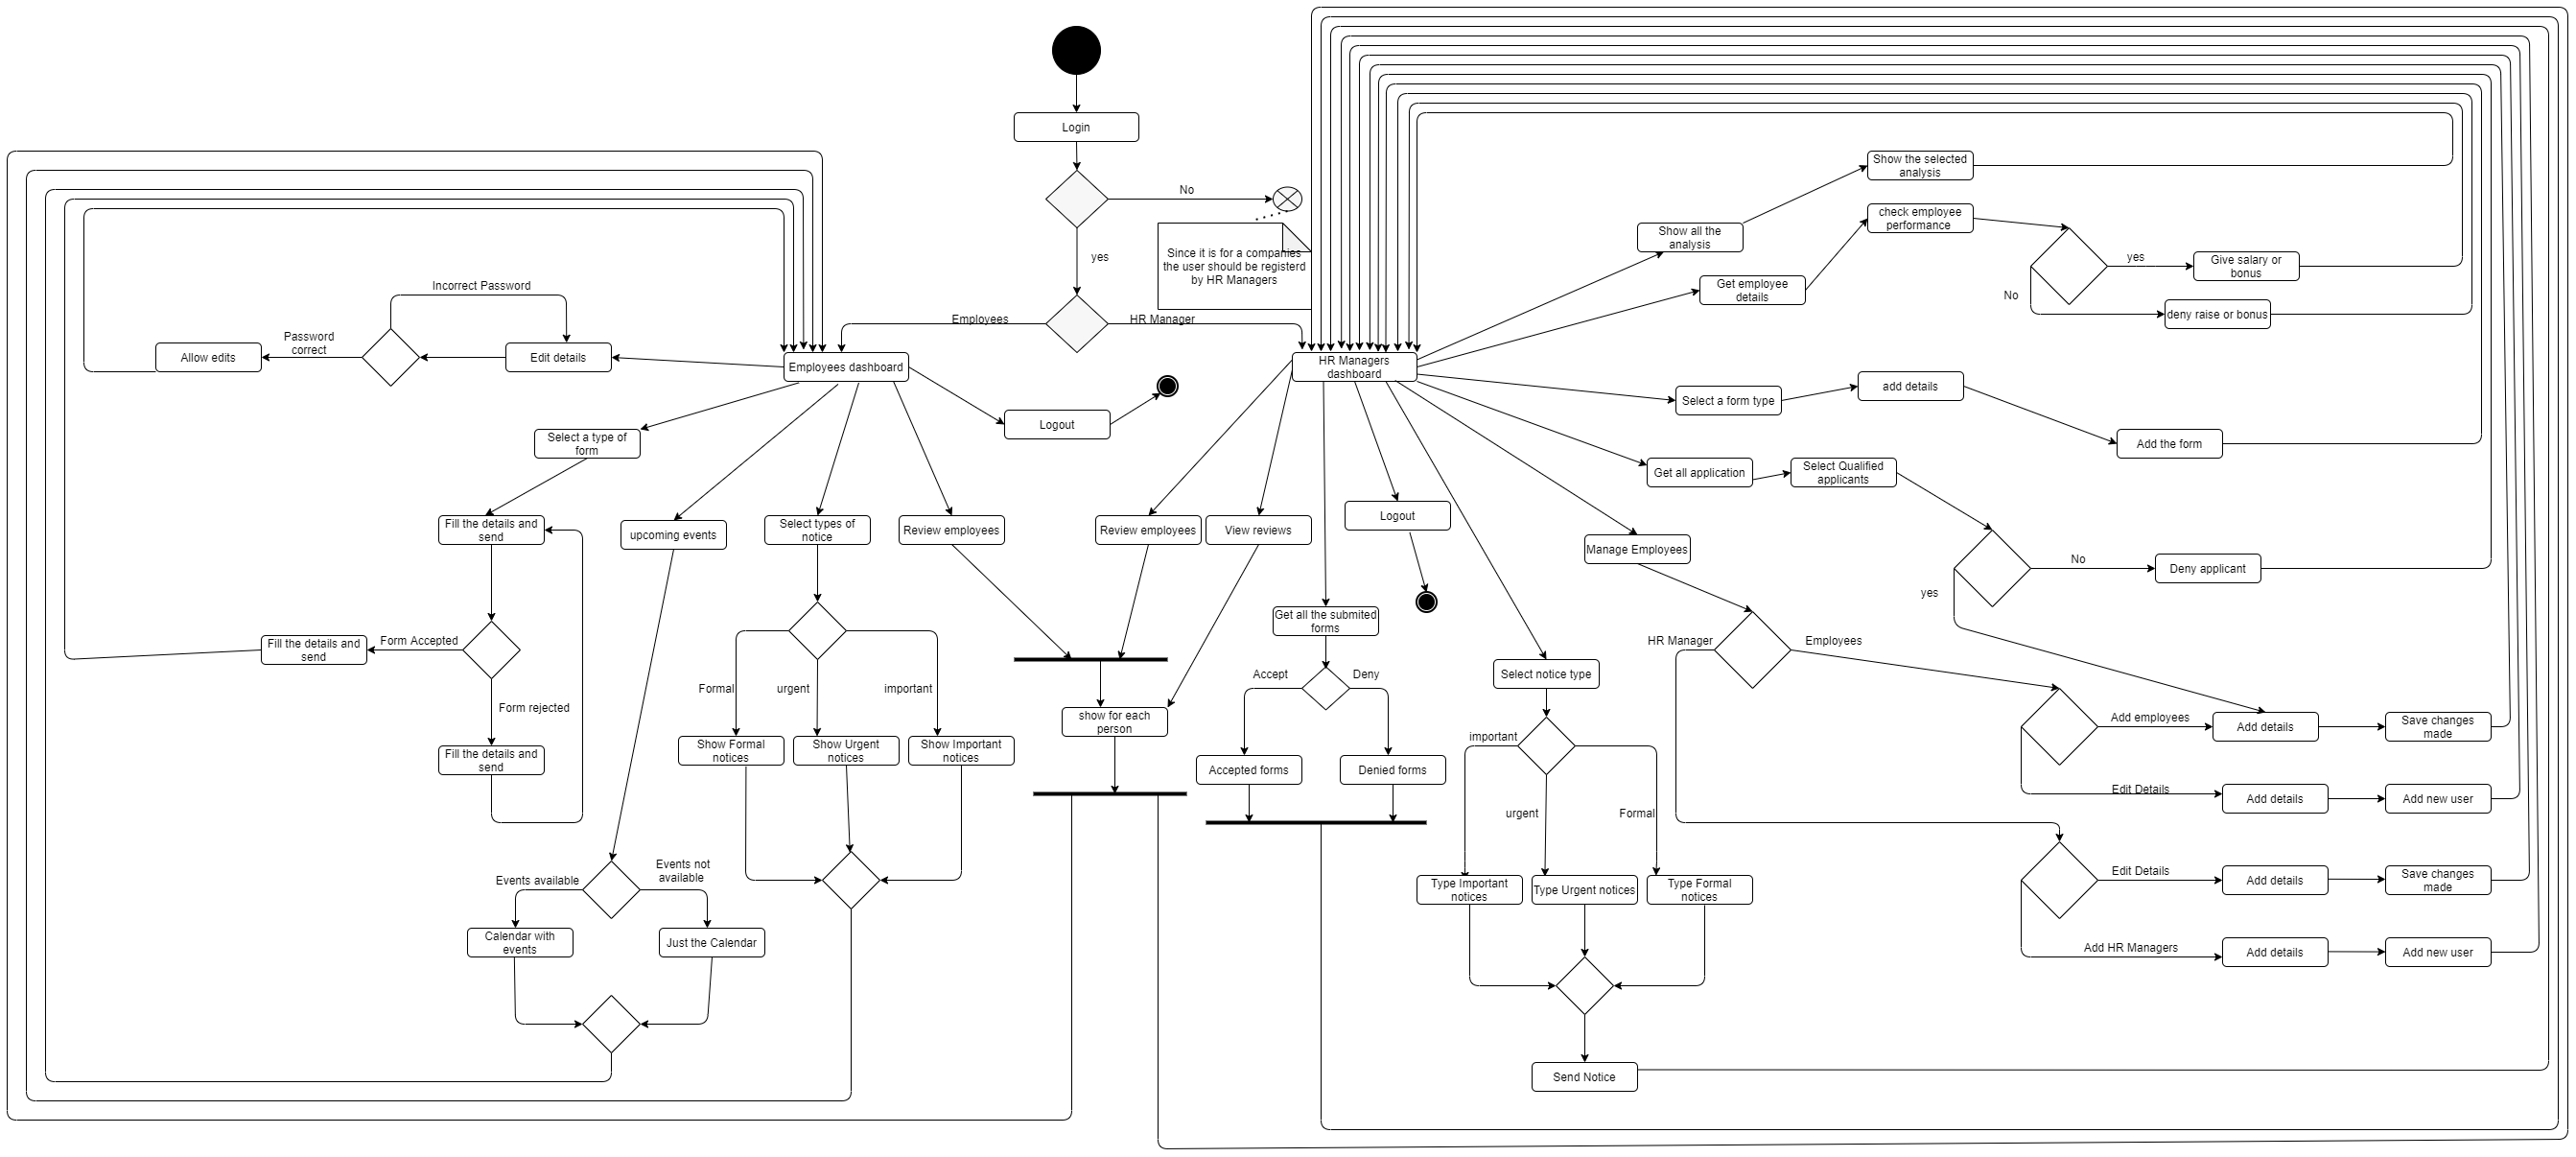 Login
No
yes
Since it is for a companies
the user should be registerd
by HR Managers
Employees
HR Manager
Employees dashboard
HR Managers
dashboard
Incorrect Password
Password
correct
Allow edits
Edit details
Logout
Select a type of
form
Fill the details and
send
Form Accepted
Fill the details and
send
Form rejected
Fill the details and
send
upcoming events
Events available
Events not
available
Calendar with
events
Just the Calendar
Select types of
notice
Formal
urgent
important
Show Formal
notices
Show Urgent
notices
Show Important
notices
Review employees
Review employees
View reviews
show for each
person
Get all the submited
forms
Accept
Deny
Accepted forms
Denied forms
Logout
Select notice type
important
urgent
Formal
Type Important
notices
Type Urgent notices
Type Formal
notices
Send Notice
Show all the
analysis
Show the selected
analysis
Get employee
details
check employee
performance
yes
Give salary or
bonus
No
deny raise or bonus
Select a form type
add details
Add the form
Get all application
Select Qualified
applicants
No
Deny applicant
yes
Manage Employees
HR Manager
Employees
Add employees
Add details
Save changes
made
Edit Details
Add details
Add new user
Edit Details
Add details
Save changes
made
Add HR Managers
Add details
Add new user